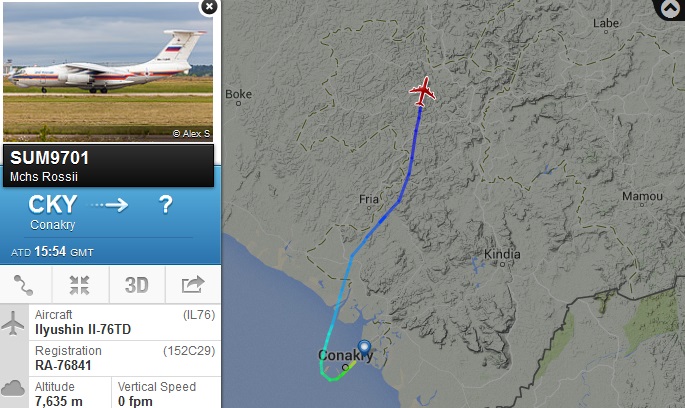 © Alex S
SUM9701
Mchs Rossii
CKY
?
Conakry
ATD 15:54 GMT
3D
Aircraft
(IL76)
Ilyushin Il-76TD
Registration
(152C29)
RA-76841
Altitude
7,635 m
Vertical Speed
0 fpm
Labe
Boke
Fria
Mamou
Kindia
Conakry